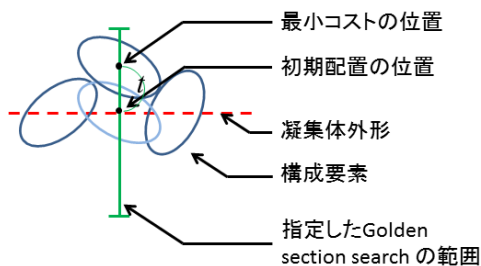 最小コストの位置
t
初期配置の位置
凝集体外形
構成要素
指定したGolden
section search の範囲